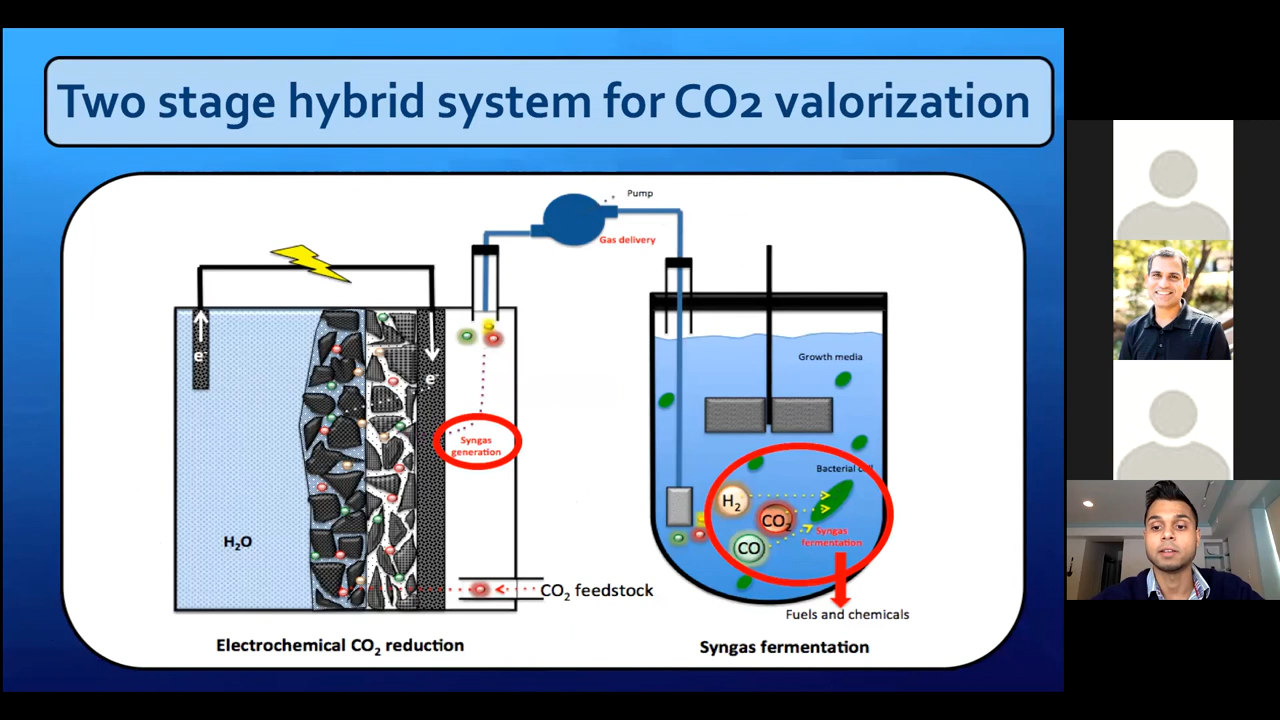 Two stage hybrid system for CO2 valorization
Pump
Gas delivery
e⁻
e⁻
Syngas
generation
H₂O
CO₂ feedstock
Electrochemical CO₂ reduction
Growth media
Bacterial cell
H₂
CO₂
CO
Syngas
fermentation
Fuels and chemicals
Syngas fermentation